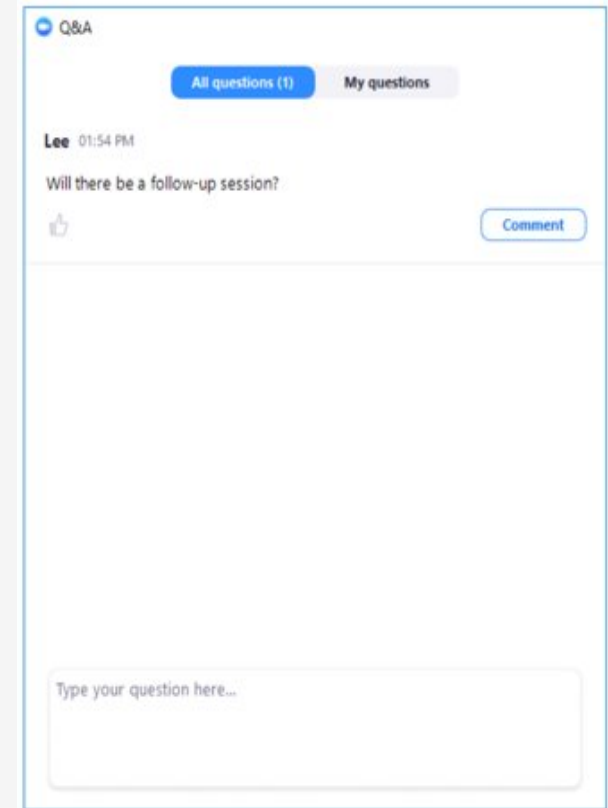 Q&A
All questions (1) My questions
Lee 01:54 PM
Will there be a follow-up session?
Comment
Type your question here...